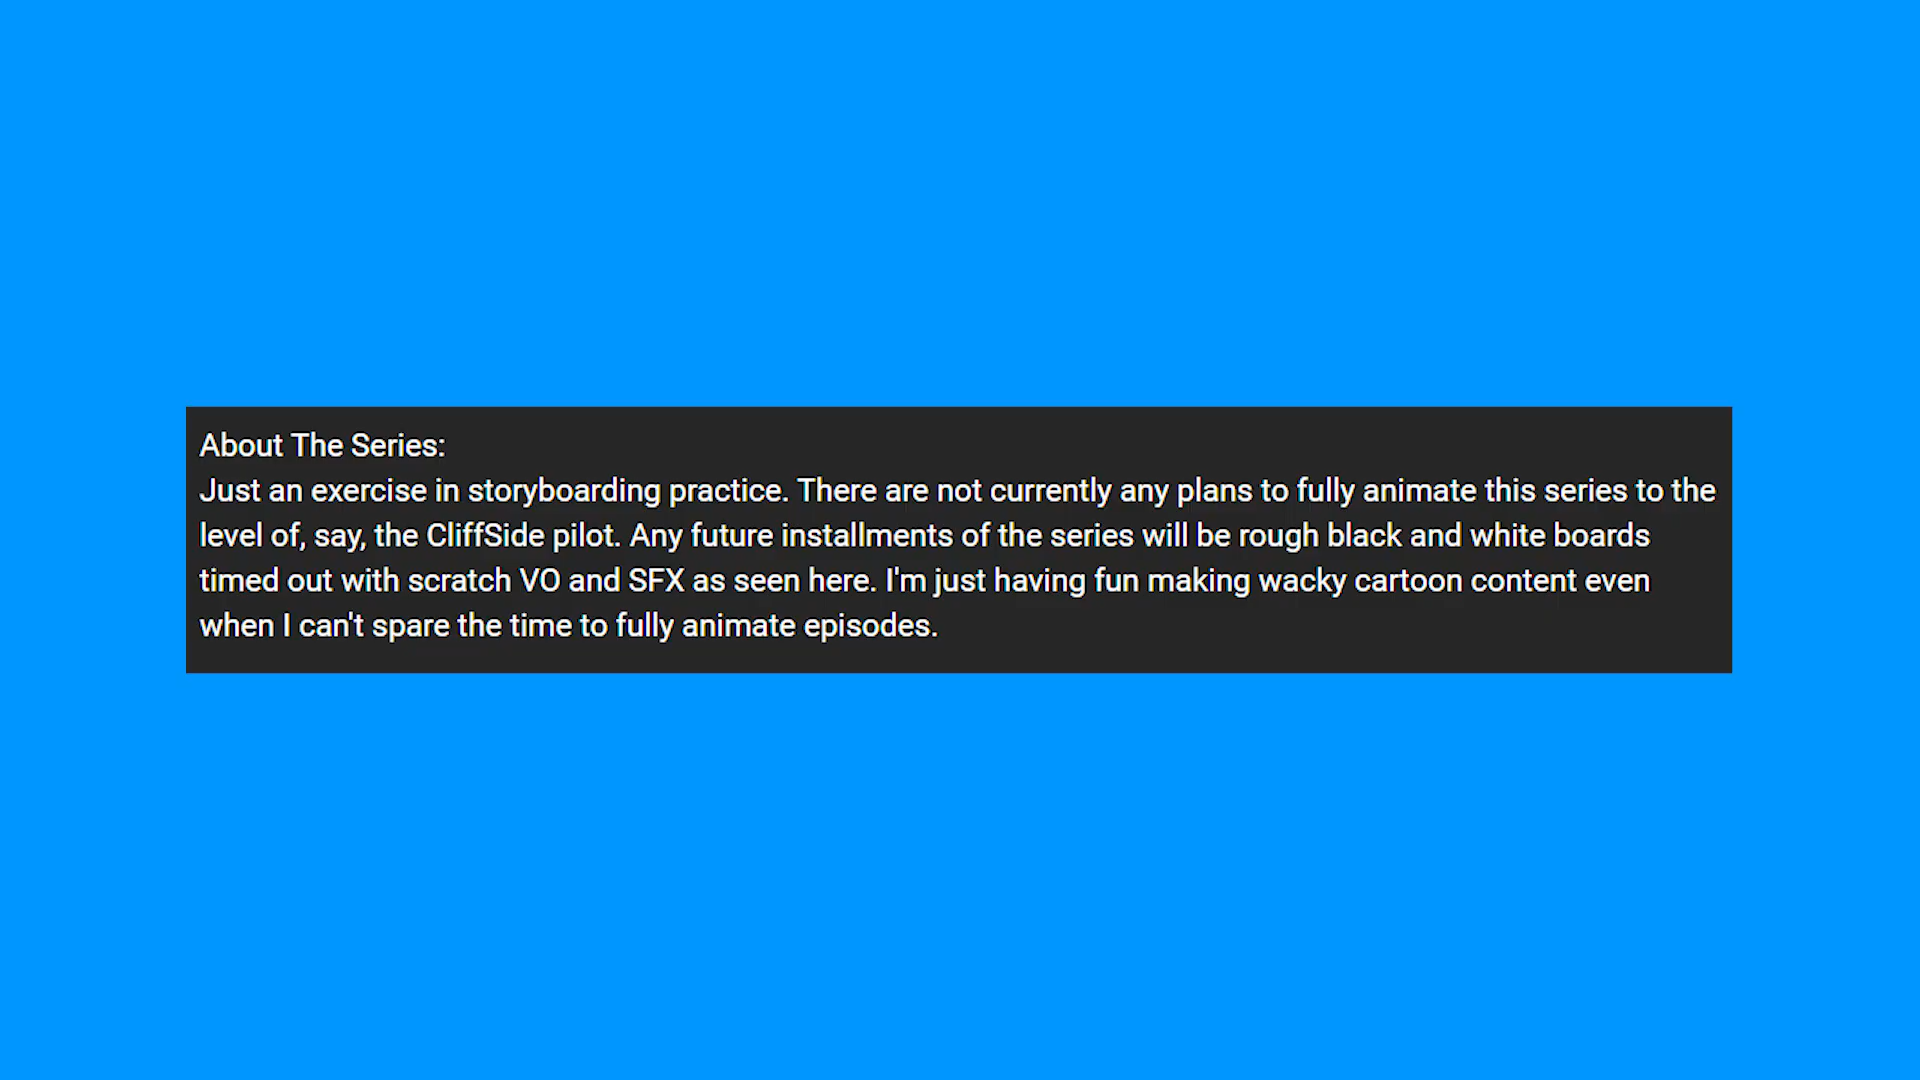 About The Series:
Just an exercise in storyboarding practice. There are not currently any plans to fully animate this series to the
level of, say, the CliffSide pilot. Any future installments of the series will be rough black and white boards
timed out with scratch VO and SFX as seen here. I'm just having fun making wacky cartoon content even
when I can't spare the time to fully animate episodes.